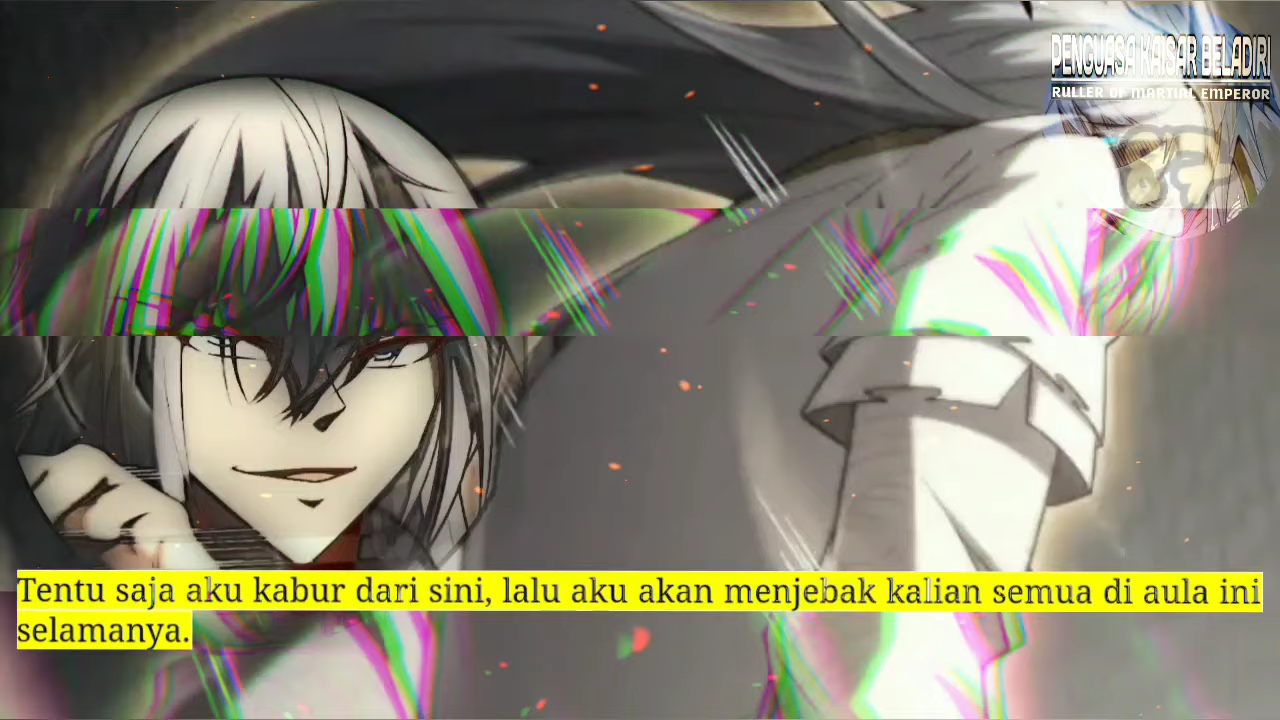 PENGUASA KAISAR BELADIRI
RULLER OF MARTIAL EMPEROR
Tentu saja aku kabur dari sini, lalu aku akan menjebak kalian semua di aula ini
selamanya.